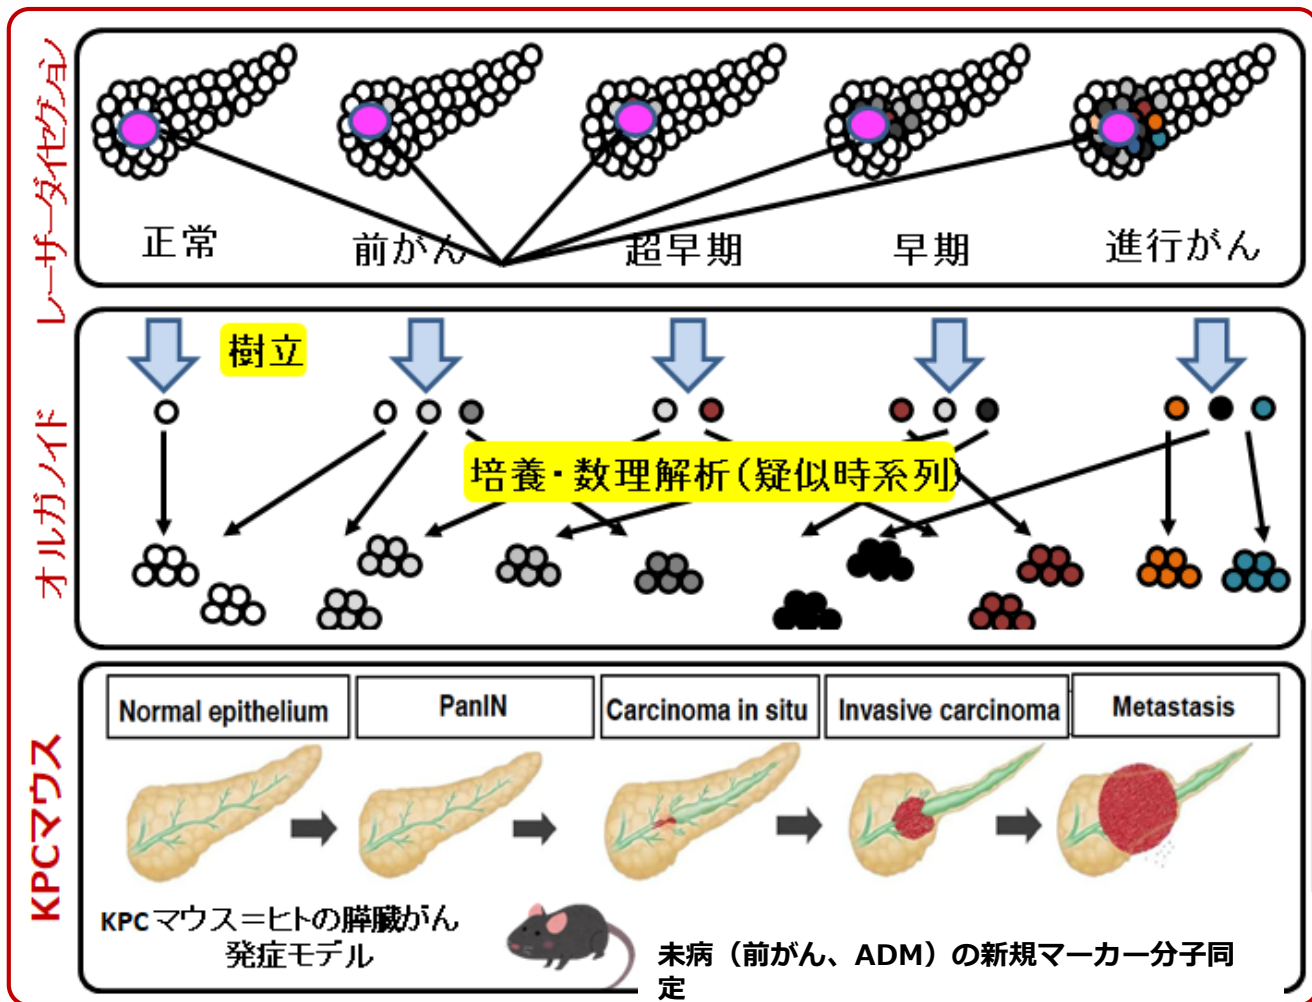 レーザーダイセクション
正常
前がん
超早期
早期
進行がん
オルガノイド
樹立
培養・数理解析(疑似時系列)
KPCマウス
Normal epithelium
PanIN
Carcinoma in situ
Invasive carcinoma
Metastasis
KPCマウス＝ヒトの膵臓がん
発症モデル
未病（前がん、ADM）の新規マーカー分子同
定